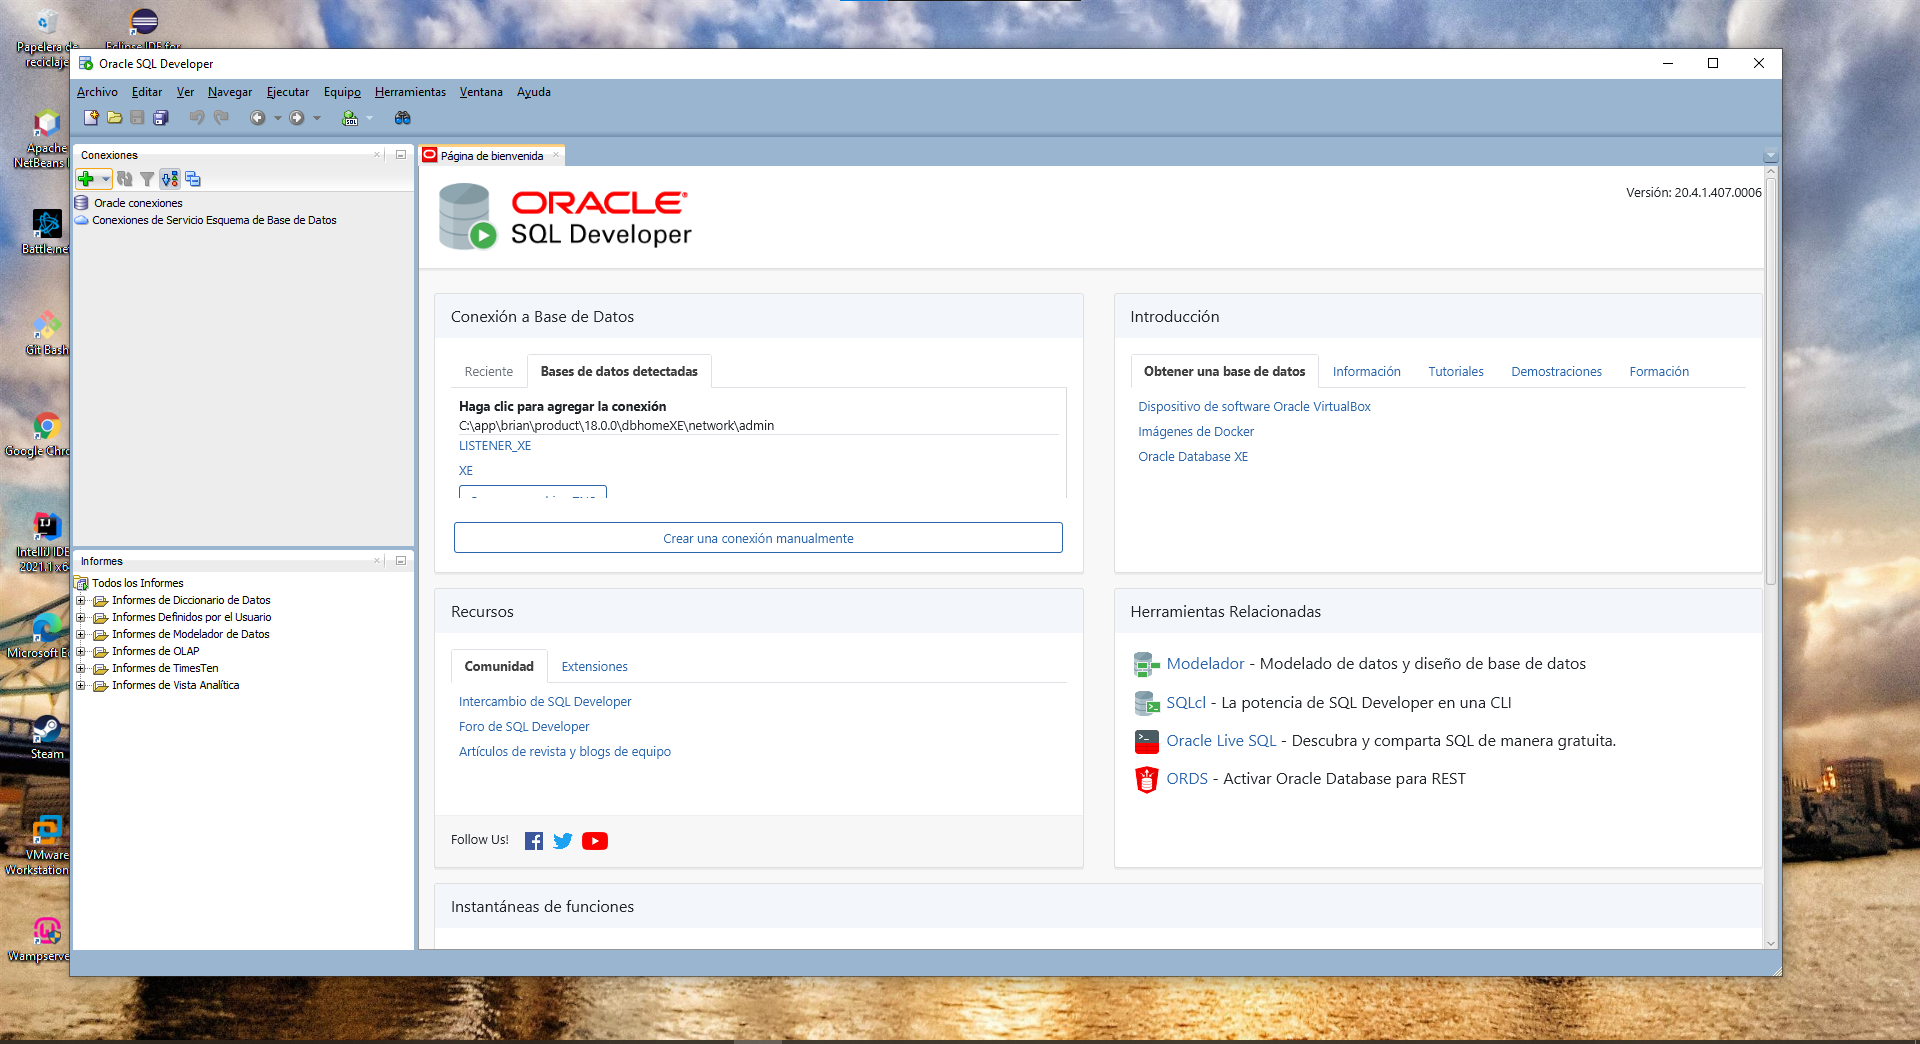 Papelera de
reciclaje
Eclipse IDE for
Apache
NetBeans I
Battle.net
Git Bash
Google Chro
IntelliJ IDE
2021.1 x6
Microsoft Ed
Steam
VMware
Workstation
Wampserve
Oracle SQL Developer
Archivo Editar Ver Navegar Ejecutar Equipo Herramientas Ventana Ayuda
SQL
Conexiones
Oracle conexiones
Conexiones de Servicio Esquema de Base de Datos
Informes
Todos los Informes
Informes de Diccionario de Datos
Informes Definidos por el Usuario
Informes de Modelador de Datos
Informes de OLAP
Informes de TimesTen
Informes de Vista Analítica
Página de bienvenida
ORACLE®
SQL Developer
Versión: 20.4.1.407.0006
Conexión a Base de Datos
Reciente Bases de datos detectadas
Haga clic para agregar la conexión
C:\app\brian\product\18.0.0\dbhomeXE\network\admin
LISTENER_XE
XE
Crear una conexión manualmente
Introducción
Obtener una base de datos Información Tutoriales Demostraciones Formación
Dispositivo de software Oracle VirtualBox
Imágenes de Docker
Oracle Database XE
Recursos
Comunidad Extensiones
Intercambio de SQL Developer
Foro de SQL Developer
Artículos de revista y blogs de equipo
Follow Us!
Herramientas Relacionadas
Modelador - Modelado de datos y diseño de base de datos
SQLcl - La potencia de SQL Developer en una CLI
Oracle Live SQL - Descubra y comparta SQL de manera gratuita.
ORDS - Activar Oracle Database para REST
Instantáneas de funciones